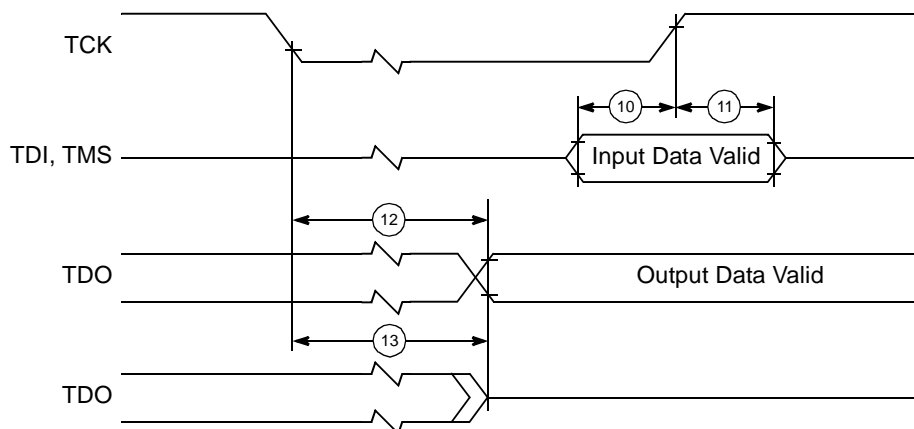 TCK
10
11
TDI, TMS
Input Data Valid
12
TDO
Output Data Valid
13
TDO